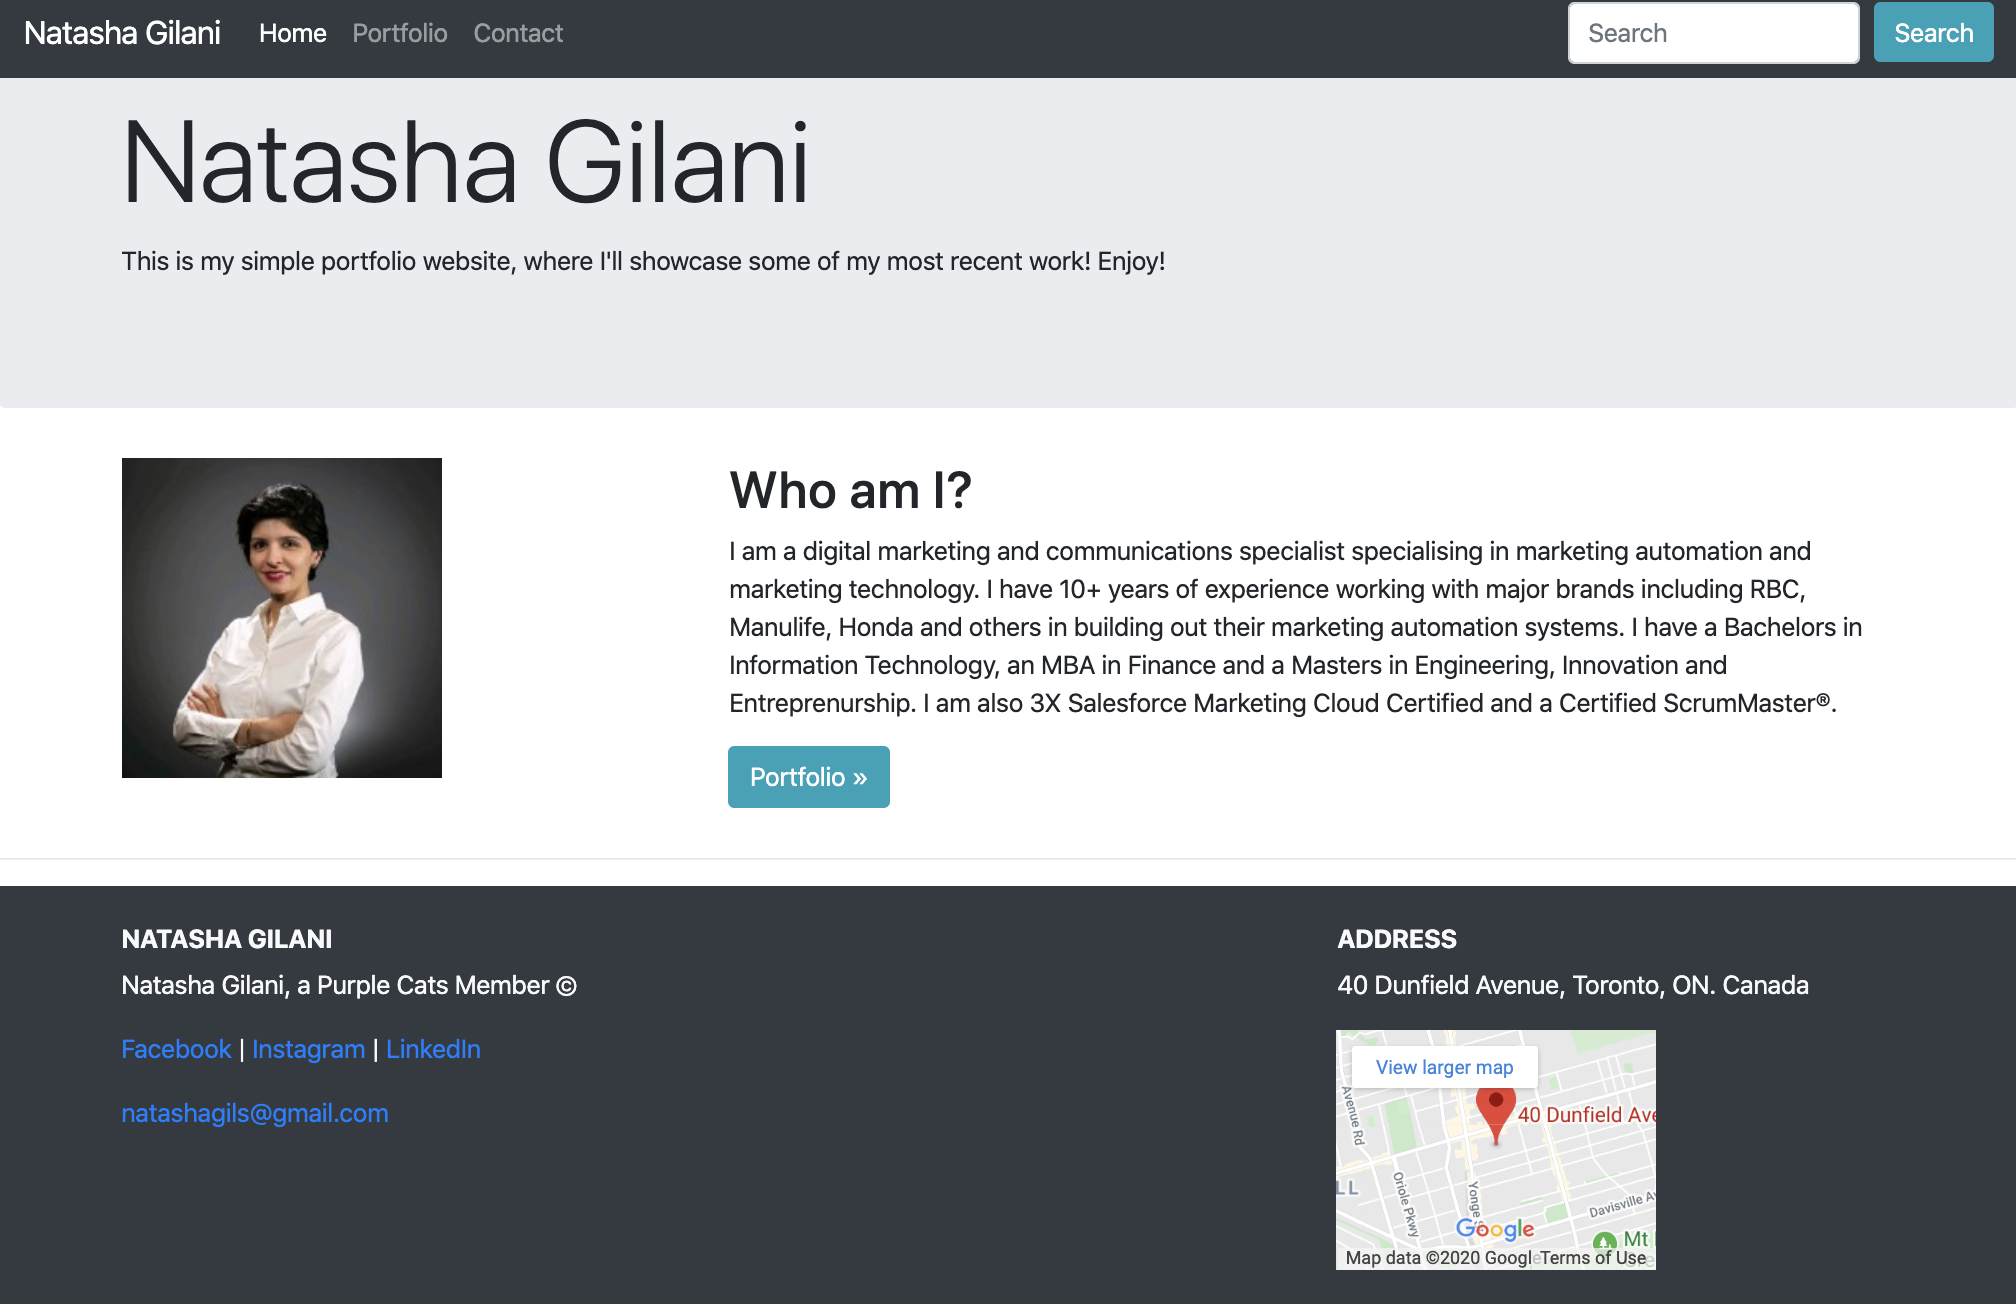 Natasha Gilani Home Portfolio Contact Search Search
Natasha Gilani
This is my simple portfolio website, where I'll showcase some of my most recent work! Enjoy!
Who am I?
I am a digital marketing and communications specialist specialising in marketing automation and
marketing technology. I have 10+ years of experience working with major brands including RBC,
Manulife, Honda and others in building out their marketing automation systems. I have a Bachelors in
Information Technology, an MBA in Finance and a Masters in Engineering, Innovation and
Entreprenurship. I am also 3X Salesforce Marketing Cloud Certified and a Certified ScrumMaster®.
Portfolio »
NATASHA GILANI
Natasha Gilani, a Purple Cats Member ©
Facebook | Instagram | LinkedIn
natashagils@gmail.com
ADDRESS
40 Dunfield Avenue, Toronto, ON. Canada
View larger map
40 Dunfield Ave
Avenue Rd
LL
Oriole Pkwy
Yonge S
Davisville Av
Google
Mt
Map data ©2020 Google Terms of Use